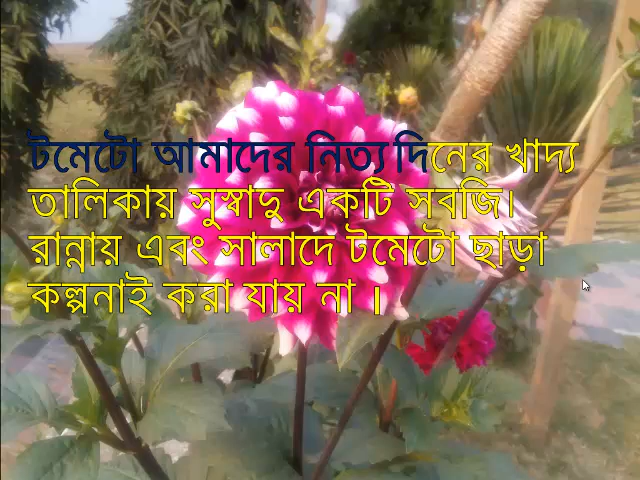 টমেটো আমাদের নিত্য দিনের খাদ্য
তালিকায় সুস্বাদু একটি সবজি।
রান্নায় এবং সালাদে টমেটো ছাড়া
কল্পনাই করা যায় না ।